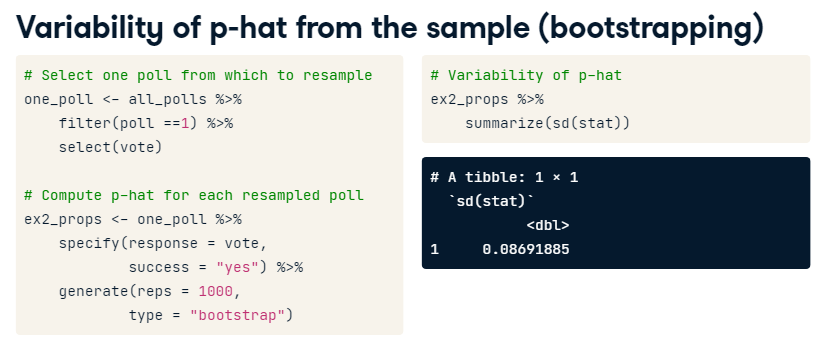 Variability of p-hat from the sample (bootstrapping)
# Select one poll from which to resample
one_poll <- all_polls %>%
    filter(poll ==1) %>%
    select(vote)

# Compute p-hat for each resampled poll
ex2_props <- one_poll %>%
    specify(response = vote,
            success = "yes") %>%
    generate(reps = 1000,
            type = "bootstrap")
# Variability of p-hat
ex2_props %>%
    summarize(sd(stat))
# A tibble: 1 × 1
  `sd(stat)`
           <dbl>
1     0.08691885